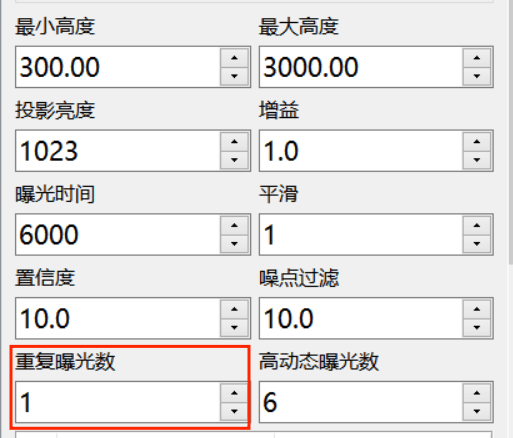 最小高度 最大高度
300.00 3000.00
投影亮度 增益
1023 1.0
曝光时间 平滑
6000 1
置信度 噪点过滤
10.0 10.0
重复曝光数 高动态曝光数
1 6